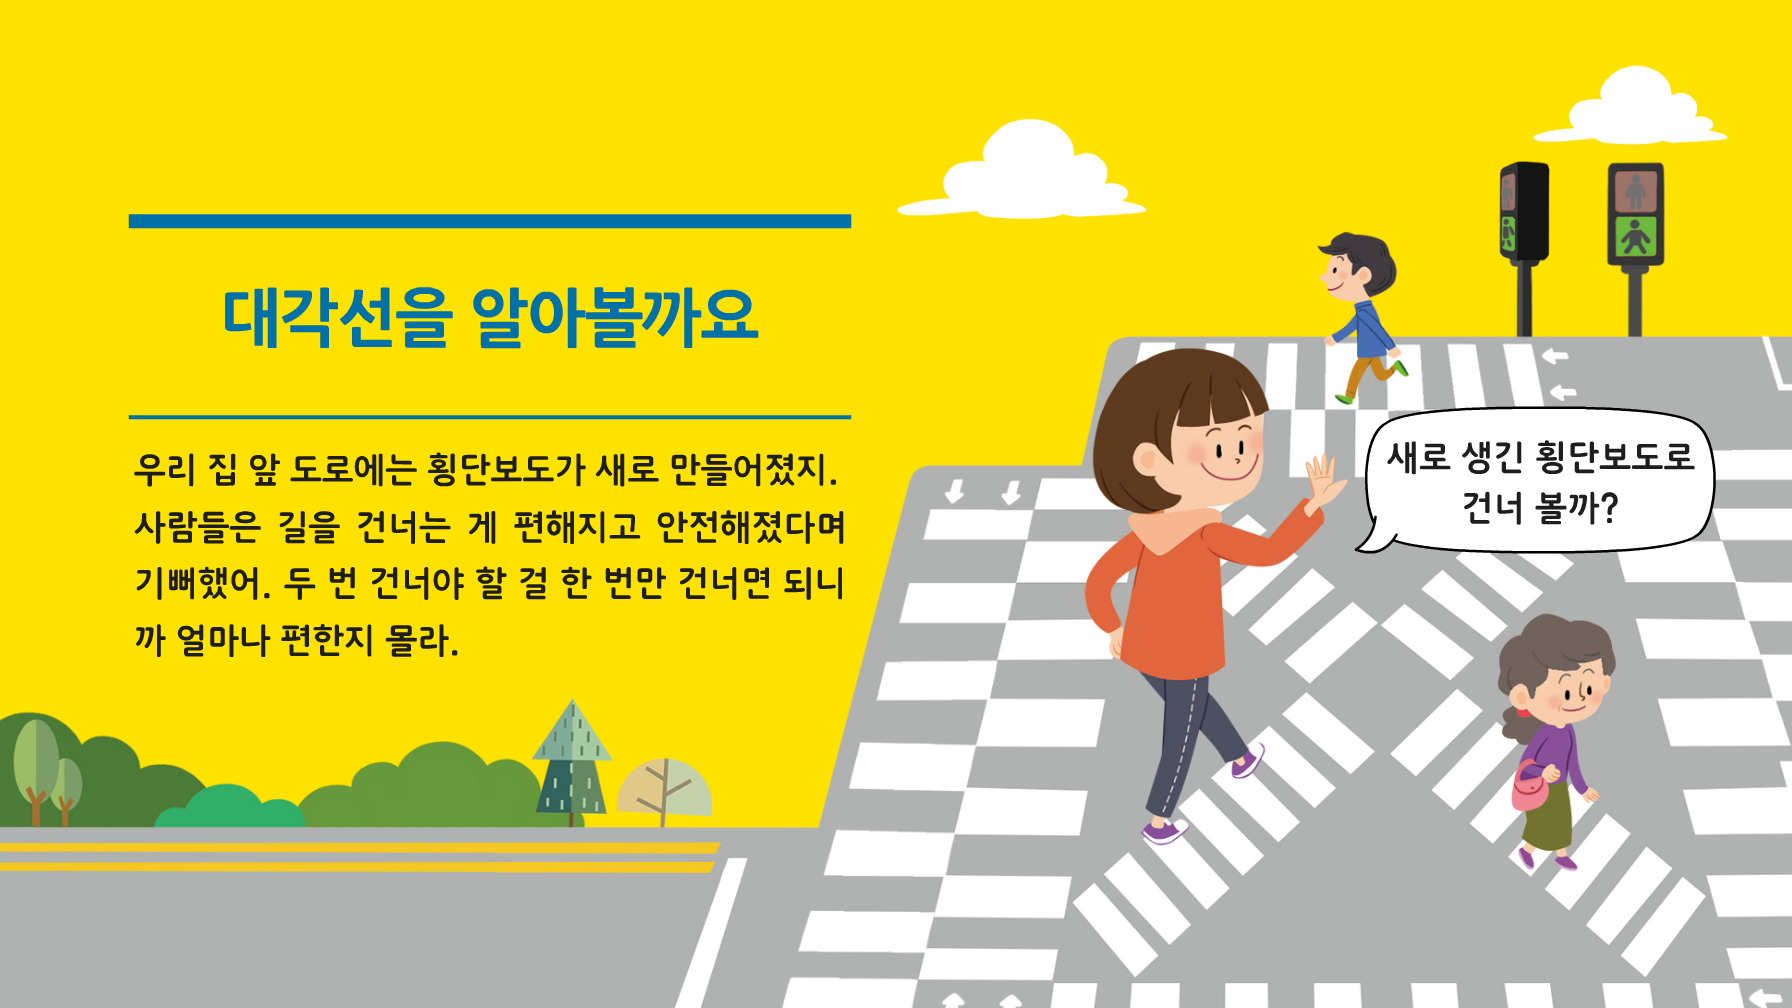 대각선을 알아볼까요
우리 집 앞 도로에는 횡단보도가 새로 만들어졌지.
사람들은 길을 건너는 게 편해지고 안전해졌다며
기뻐했어. 두 번 건너야 할 걸 한 번만 건너면 되니
까 얼마나 편한지 몰라.
새로 생긴 횡단보도로
건너 볼까?